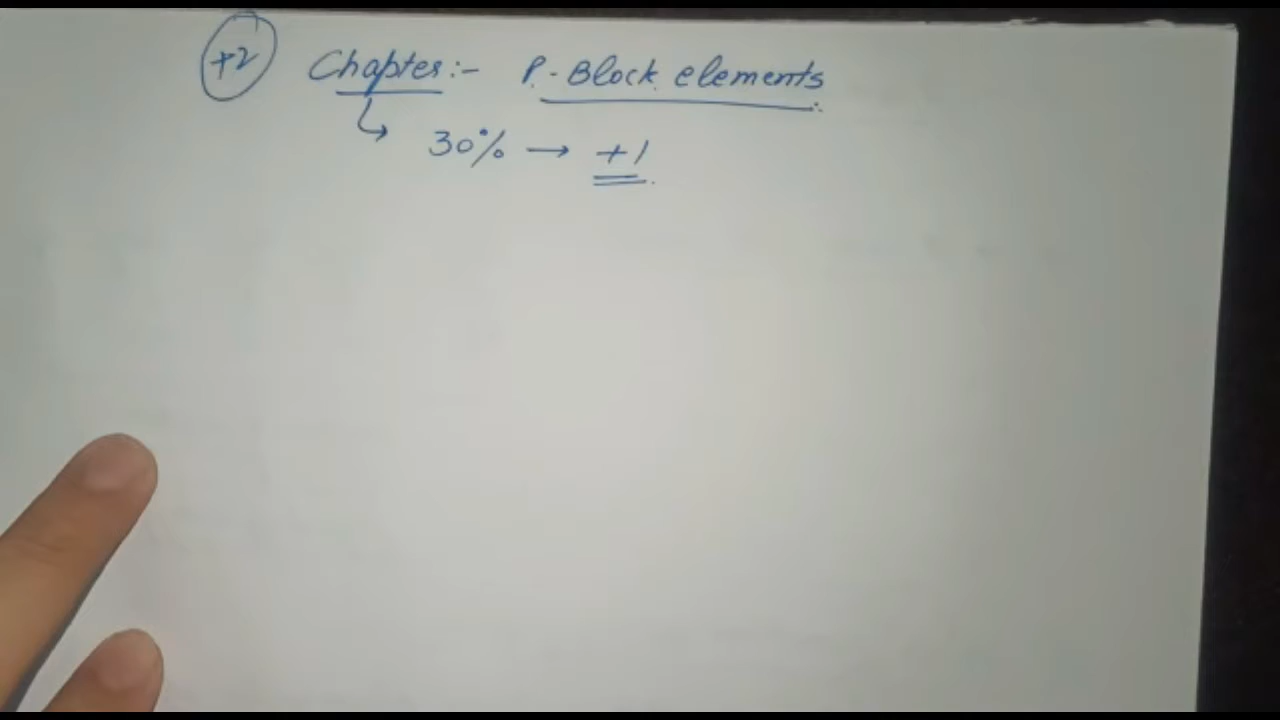 +2 Chapter:- P.-Block elements
30% → +1